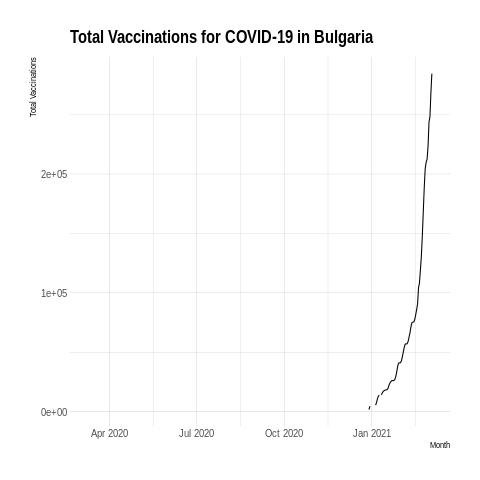 Total Vaccinations for COVID-19 in Bulgaria
Total Vaccinations
2e+05
1e+05
0e+00
Apr 2020 Jul 2020 Oct 2020 Jan 2021
Month